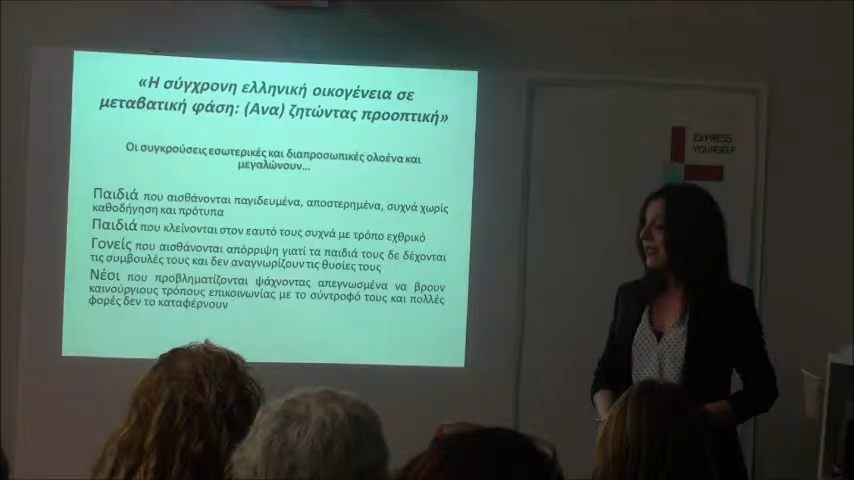 «Η σύγχρονη ελληνική οικογένεια σε
μεταβατική φάση: (Ανα) ζητώντας προοπτική»
Οι συγκρούσεις εσωτερικές και διαπροσωπικές ολοένα και
μεγαλώνουν...
Παιδιά που αισθάνονται παγιδευμένα, αποστερημένα, συχνά χωρίς
καθοδήγηση και πρότυπα
Παιδιά που κλείνονται στον εαυτό τους συχνά με τρόπο εχθρικό
Γονείς που αισθάνονται απόρριψη γιατί τα παιδιά τους δε δέχονται
τις συμβουλές τους και δεν αναγνωρίζουν τις θυσίες τους
Νέοι που προβληματίζονται ψάχνοντας απεγνωσμένα να βρουν
καινούργιους τρόπους επικοινωνίας με το σύντροφό τους και πολλές
φορές δεν το καταφέρνουν
EXPRESS
YOURSELF